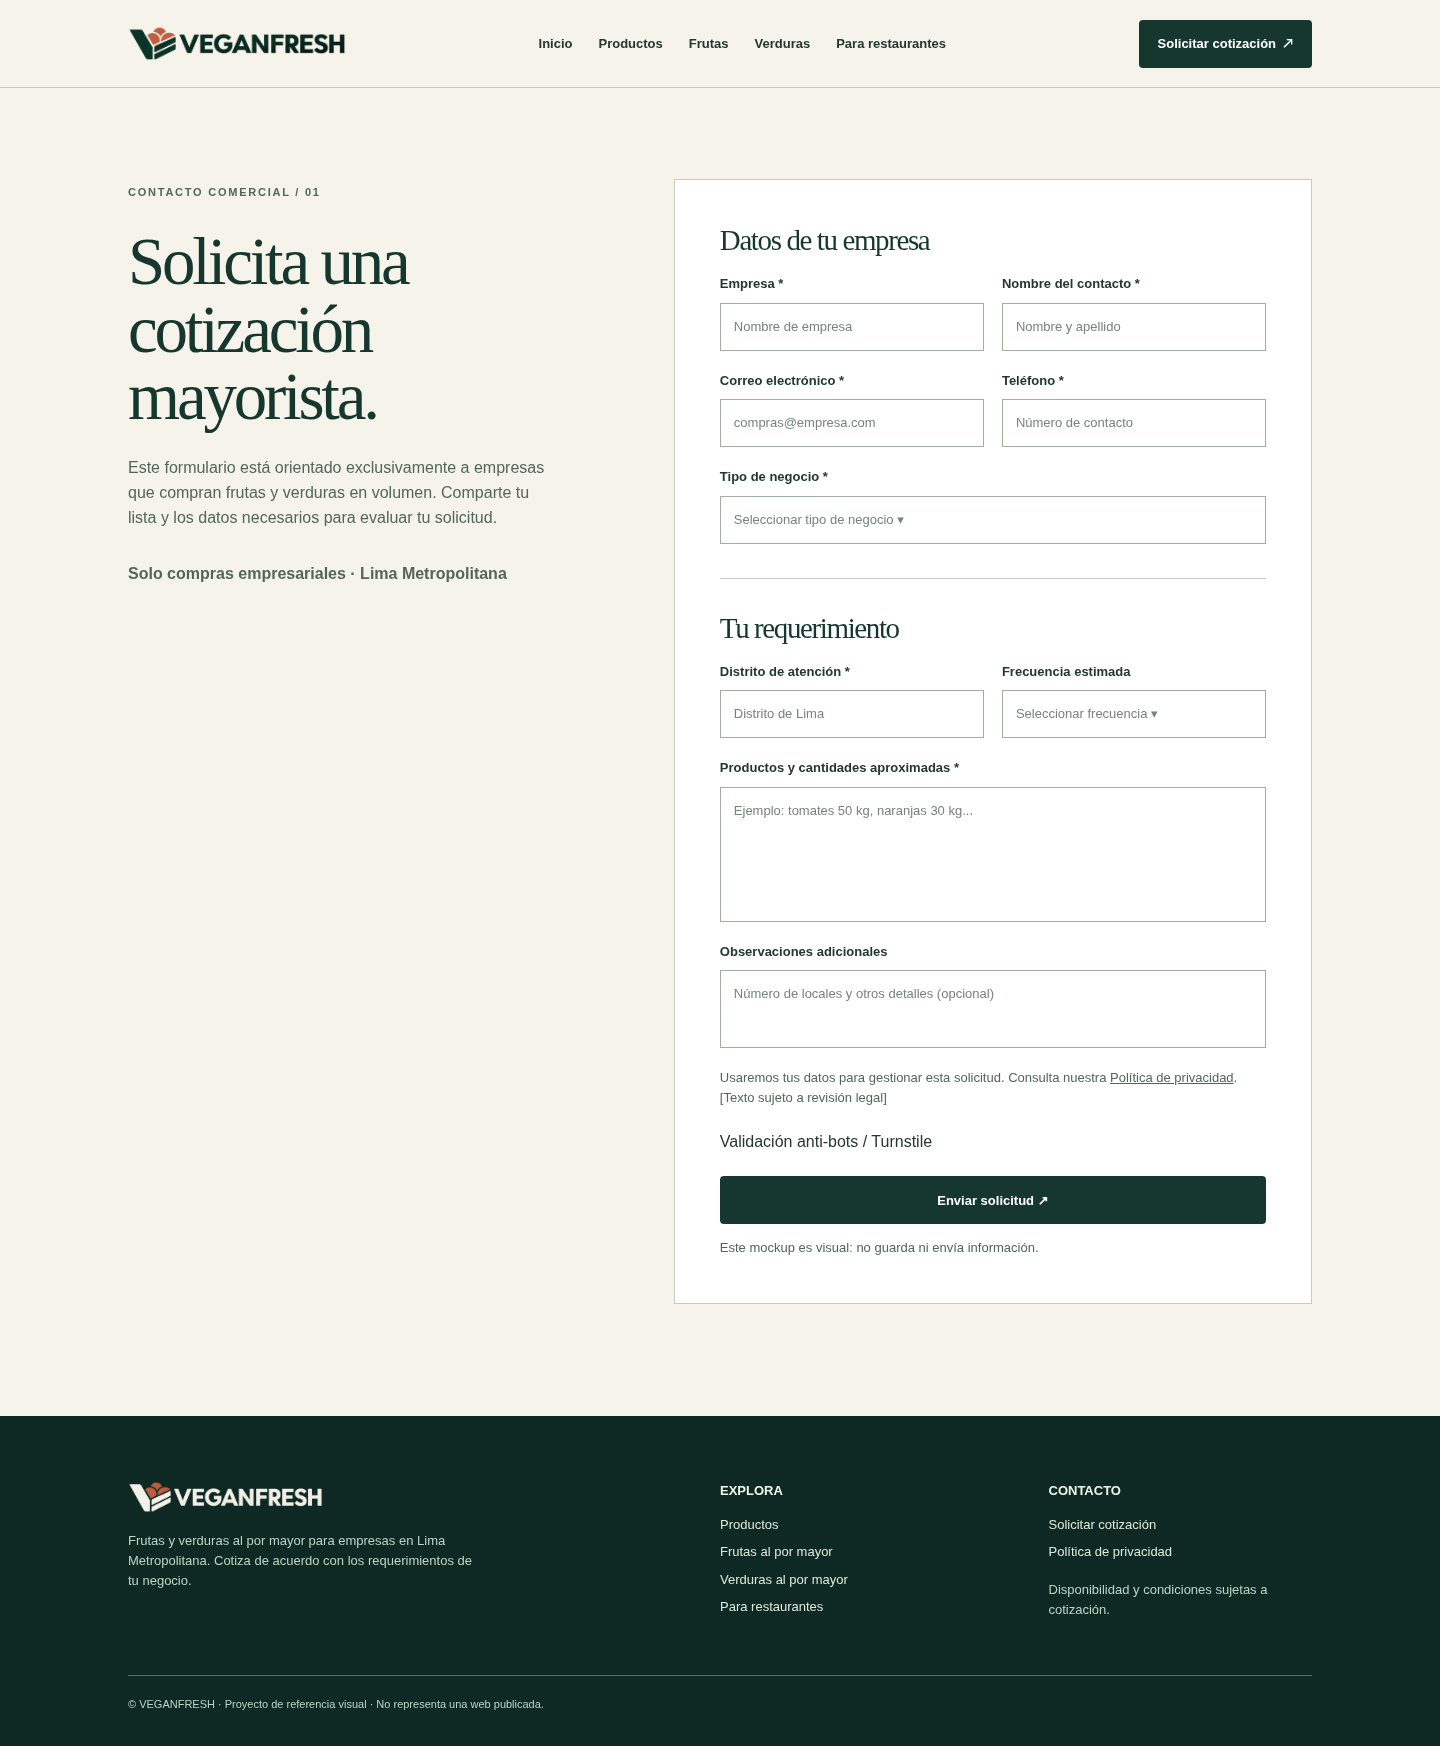 VEGANFRESH
Inicio Productos Frutas Verduras Para restaurantes
Solicitar cotización ↗
CONTACTO COMERCIAL / 01
Solicita una
cotización
mayorista.
Este formulario está orientado exclusivamente a empresas
que compran frutas y verduras en volumen. Comparte tu
lista y los datos necesarios para evaluar tu solicitud.
Solo compras empresariales · Lima Metropolitana
Datos de tu empresa
Empresa * Nombre del contacto *
Nombre de empresa Nombre y apellido
Correo electrónico * Teléfono *
compras@empresa.com Número de contacto
Tipo de negocio *
Seleccionar tipo de negocio ▾
Tu requerimiento
Distrito de atención * Frecuencia estimada
Distrito de Lima Seleccionar frecuencia ▾
Productos y cantidades aproximadas *
Ejemplo: tomates 50 kg, naranjas 30 kg...
Observaciones adicionales
Número de locales y otros detalles (opcional)
Usaremos tus datos para gestionar esta solicitud. Consulta nuestra Política de privacidad.
[Texto sujeto a revisión legal]
Validación anti-bots / Turnstile
Enviar solicitud ↗
Este mockup es visual: no guarda ni envía información.
VEGANFRESH
Frutas y verduras al por mayor para empresas en Lima
Metropolitana. Cotiza de acuerdo con los requerimientos de
tu negocio.
EXPLORA
Productos
Frutas al por mayor
Verduras al por mayor
Para restaurantes
CONTACTO
Solicitar cotización
Política de privacidad
Disponibilidad y condiciones sujetas a
cotización.
© VEGANFRESH · Proyecto de referencia visual · No representa una web publicada.